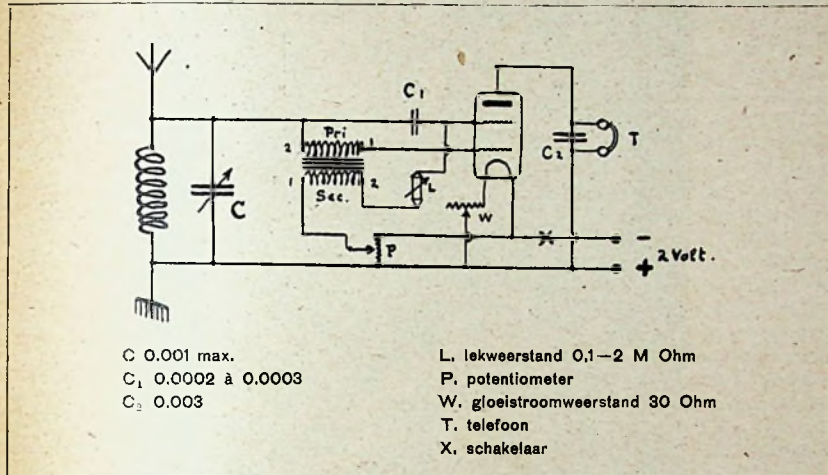 C1
Pri
2 1
C2
T
C
1 2
L
Sec.
W
P
X
-
+ 2 Volt.
C 0.001 max.
C₁ 0.0002 à 0.0003
C₂ 0.003
L. lekweerstand 0,1—2 M Ohm
P. potentiometer
W. gloeistroomweerstand 30 Ohm
T. telefoon
X. schakelaar